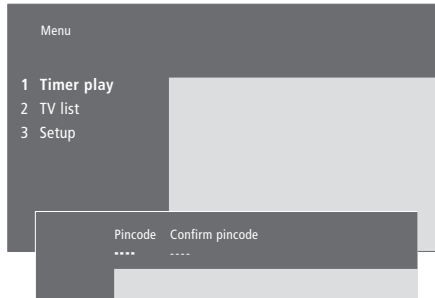 Menu
1 Timer play
2 TV list
3 Setup
Pincode Confirm pincode
---- ----